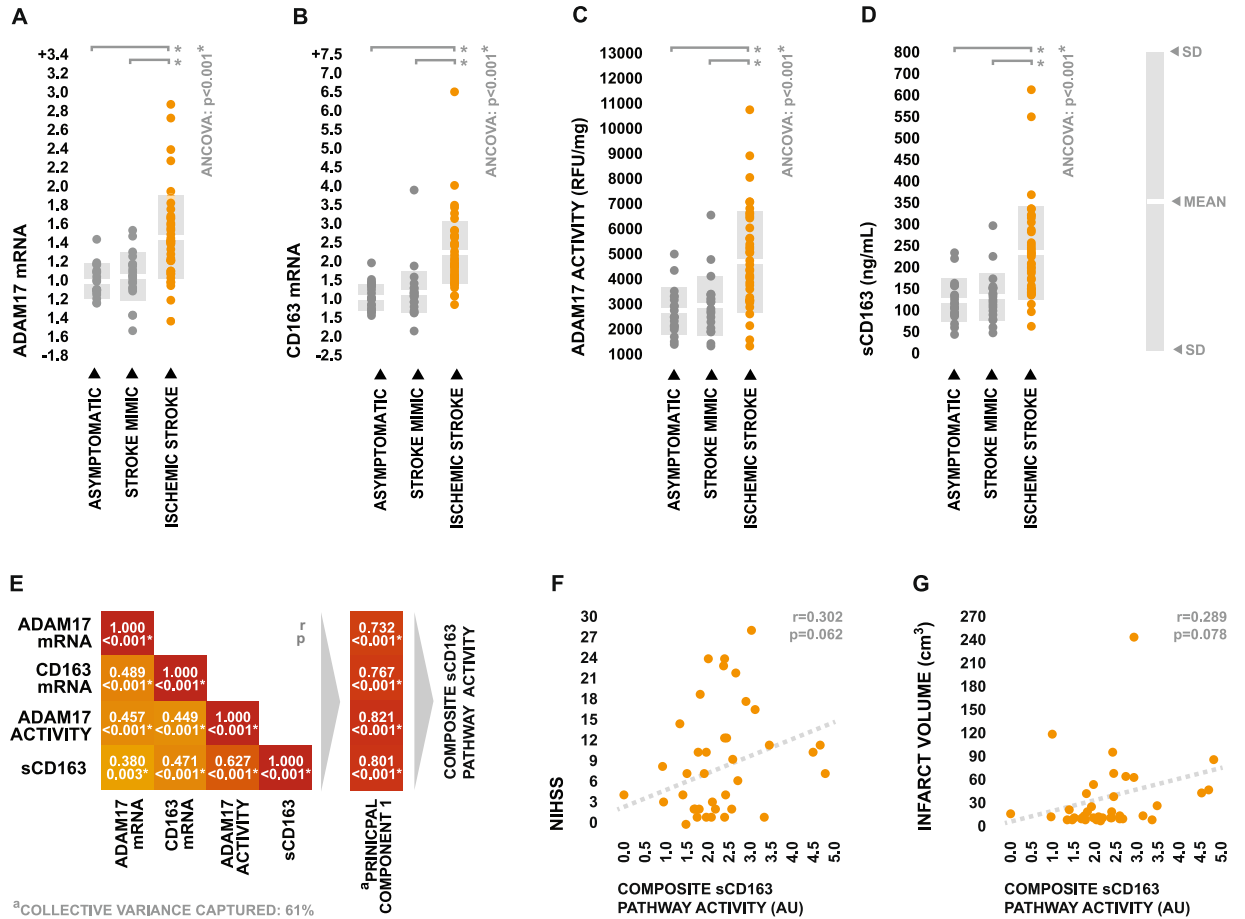 A
ADAM17 mRNA
+3.4
3.2
3.0
2.8
2.6
2.4
2.2
2.0
1.8
1.6
1.4
1.2
1.0
1.2
1.4
1.6
-1.8
* *
*
ANCOVA: p<0.001
ASYMPTOMATIC
STROKE MIMIC
ISCHEMIC STROKE
B
CD163 mRNA
+7.5
7.0
6.5
6.0
5.5
5.0
4.5
4.0
3.5
3.0
2.5
2.0
1.5
1.0
1.5
2.0
-2.5
* *
*
ANCOVA: p<0.001
ASYMPTOMATIC
STROKE MIMIC
ISCHEMIC STROKE
C
ADAM17 ACTIVITY (RFU/mg)
13000
12000
11000
10000
9000
8000
7000
6000
5000
4000
3000
2000
1000
* *
*
ANCOVA: p<0.001
ASYMPTOMATIC
STROKE MIMIC
ISCHEMIC STROKE
D
sCD163 (ng/mL)
800
750
700
650
600
550
500
450
400
350
300
250
200
150
100
50
0
* *
*
ANCOVA: p<0.001
ASYMPTOMATIC
STROKE MIMIC
ISCHEMIC STROKE
SD
MEAN
SD
E
ADAM17 mRNA
CD163 mRNA
ADAM17 ACTIVITY
sCD163
1.000
<0.001*
0.489 1.000
<0.001* <0.001*
0.457 0.449 1.000
<0.001* <0.001* <0.001*
0.380 0.471 0.627 1.000
0.003* <0.001* <0.001* <0.001*
r
p
ADAM17 mRNA
CD163 mRNA
ADAM17 ACTIVITY
sCD163
0.732
<0.001*
0.767
<0.001*
0.821
<0.001*
0.801
<0.001*
aPRINICPAL COMPONENT 1
COMPOSITE sCD163 PATHWAY ACTIVITY
aCOLLECTIVE VARIANCE CAPTURED: 61%
F
NIHSS
30
27
24
21
18
15
12
9
6
3
0
r=0.302
p=0.062
0.0 0.5 1.0 1.5 2.0 2.5 3.0 3.5 4.0 4.5 5.0
COMPOSITE sCD163
PATHWAY ACTIVITY (AU)
G
INFARCT VOLUME (cm3)
270
240
210
180
150
120
90
60
30
0
r=0.289
p=0.078
0.0 0.5 1.0 1.5 2.0 2.5 3.0 3.5 4.0 4.5 5.0
COMPOSITE sCD163
PATHWAY ACTIVITY (AU)